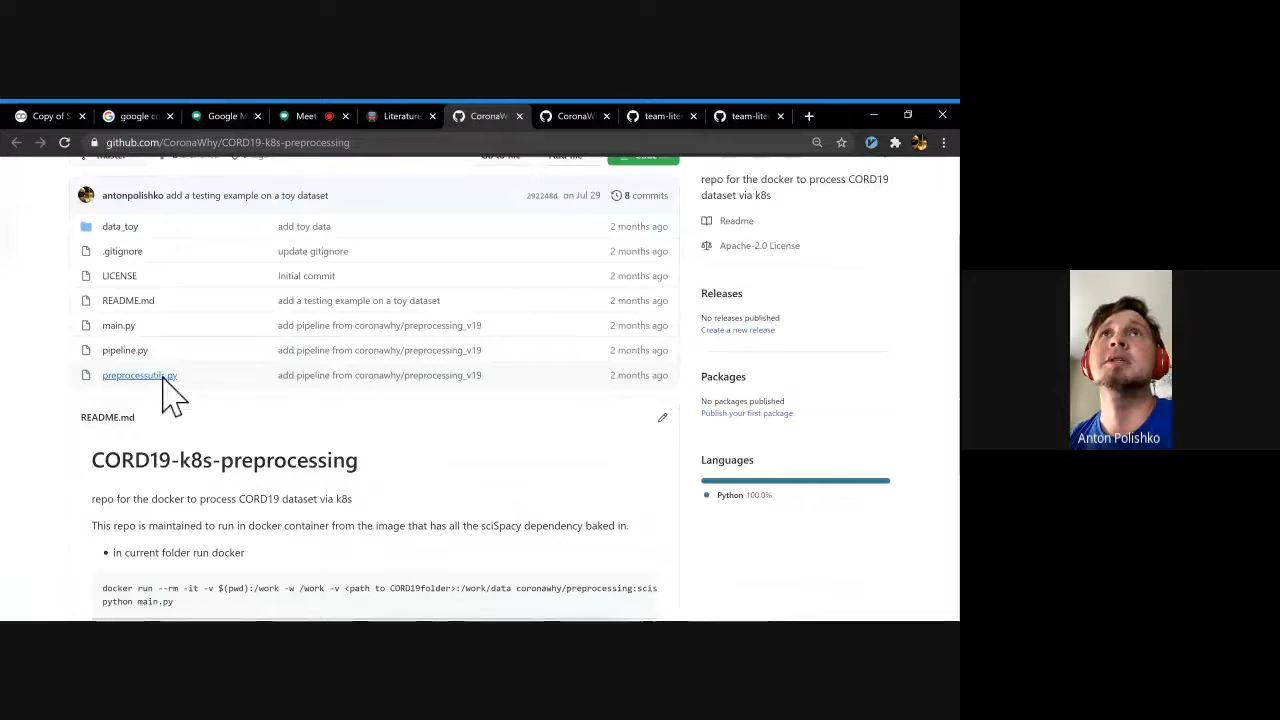 Copy of S
google co
Google M
Meet
Literature
CoronaW
CoronaW
team-lite
team-lite
github.com/CoronaWhy/CORD19-k8s-preprocessing
antonpolishko add a testing example on a toy dataset 2922484 on Jul 29 8 commits
data_toy add toy data 2 months ago
.gitignore update gitignore 2 months ago
LICENSE Initial commit 2 months ago
README.md add a testing example on a toy dataset 2 months ago
main.py add pipeline from coronawhy/preprocessing_v19 2 months ago
pipeline.py add pipeline from coronawhy/preprocessing_v19 2 months ago
preprocessutils.py add pipeline from coronawhy/preprocessing_v19 2 months ago
README.md
CORD19-k8s-preprocessing
repo for the docker to process CORD19 dataset via k8s
This repo is maintained to run in docker container from the image that has all the sciSpacy dependency baked in.
• in current folder run docker
docker run --rm -it -v $(pwd):/work -w /work -v <path to CORD19folder>:/work/data coronawhy/preprocessing:scis
python main.py
repo for the docker to process CORD19
dataset via k8s
Readme
Apache-2.0 License
Releases
No releases published
Create a new release
Packages
No packages published
Publish your first package
Languages
Python 100.0%
Anton Polishko